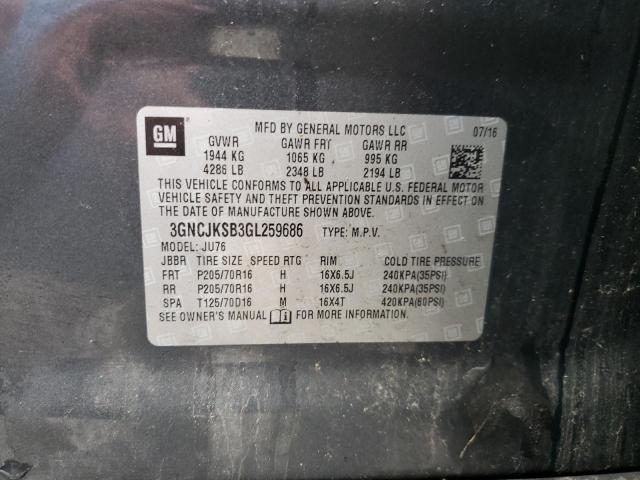 GM
MFD BY GENERAL MOTORS LLC 07/16
GVWR GAWR FRT GAWR RR
1944 KG 1065 KG 995 KG
4286 LB 2348 LB 2194 LB
THIS VEHICLE CONFORMS TO ALL APPLICABLE U.S. FEDERAL MOTOR
VEHICLE SAFETY AND THEFT PREVENTION STANDARDS IN EFFECT ON
THE DATE OF MANUFACTURE SHOWN ABOVE.
3GNCJKSB3GL259686 TYPE: M.P.V.
MODEL: JU76
JBBR TIRE SIZE SPEED RTG RIM COLD TIRE PRESSURE
FRT P205/70R16 H 16X6.5J 240KPA(35PSI)
RR P205/70R16 H 16X6.5J 240KPA(35PSI)
SPA T125/70D16 M 16X4T 420KPA(60PSI)
SEE OWNER'S MANUAL FOR MORE INFORMATION.